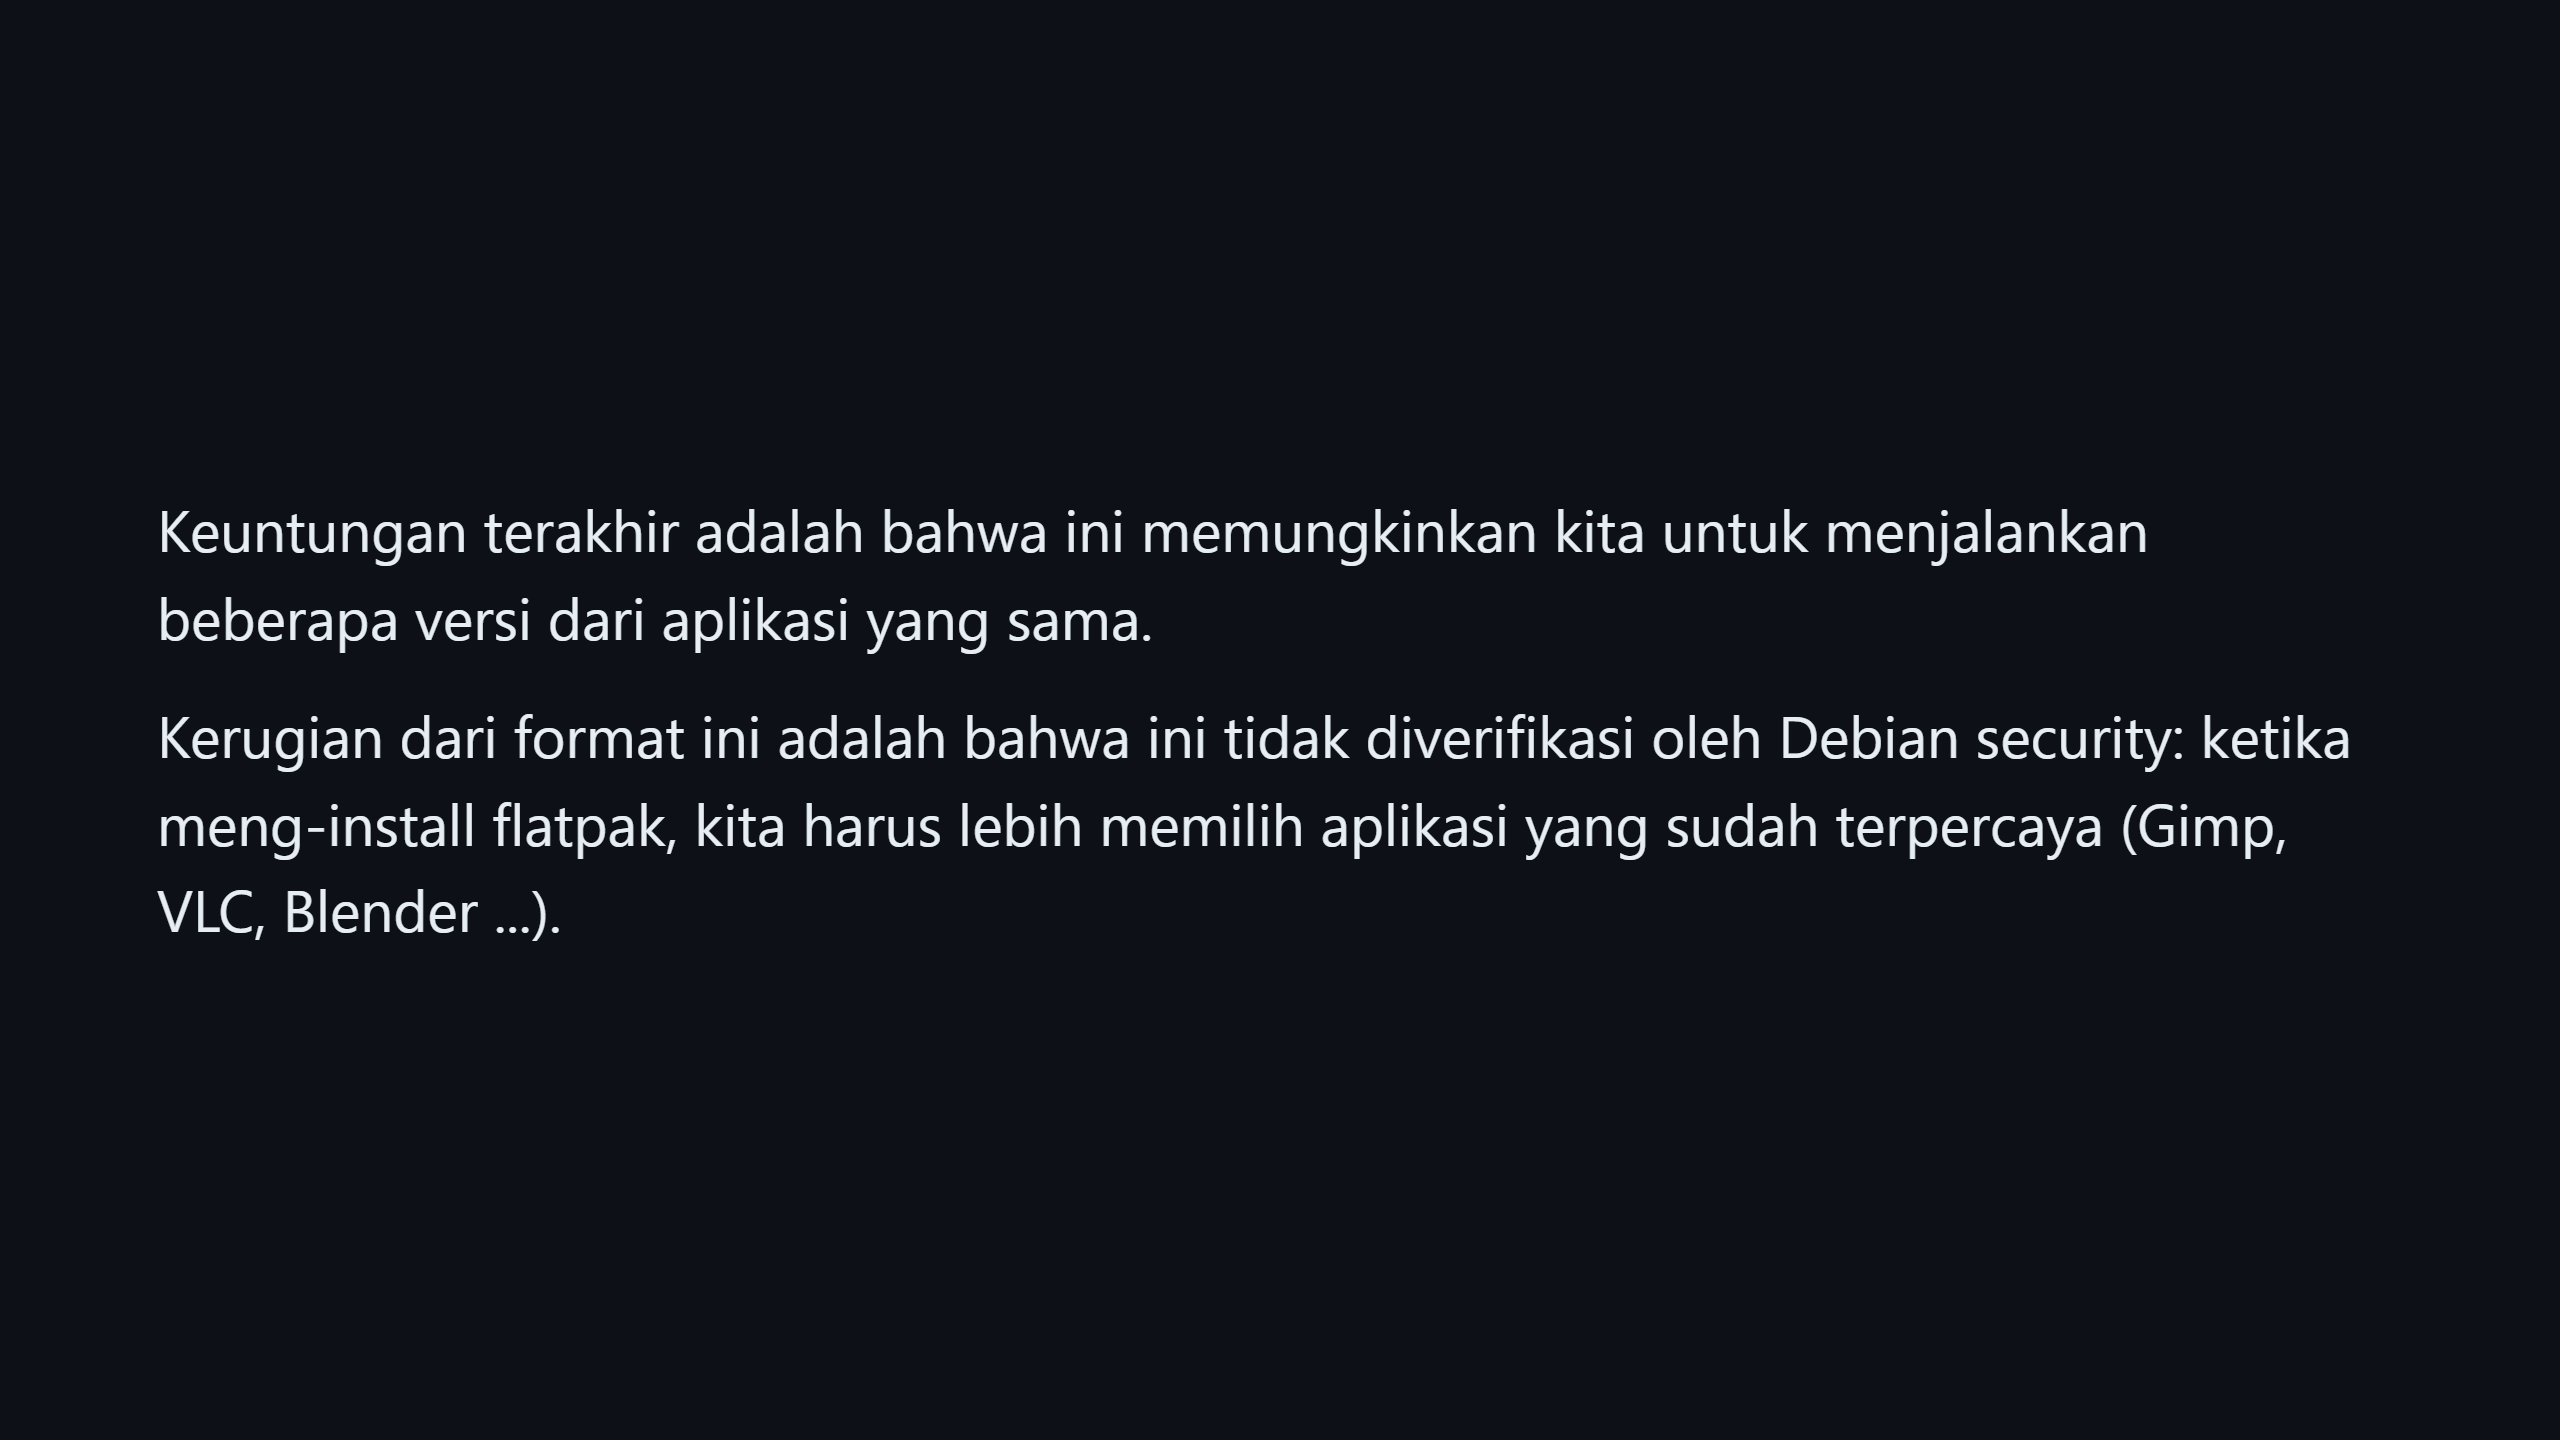 Keuntungan terakhir adalah bahwa ini memungkinkan kita untuk menjalankan
beberapa versi dari aplikasi yang sama.
Kerugian dari format ini adalah bahwa ini tidak diverifikasi oleh Debian security: ketika
meng-install flatpak, kita harus lebih memilih aplikasi yang sudah terpercaya (Gimp,
VLC, Blender ...).